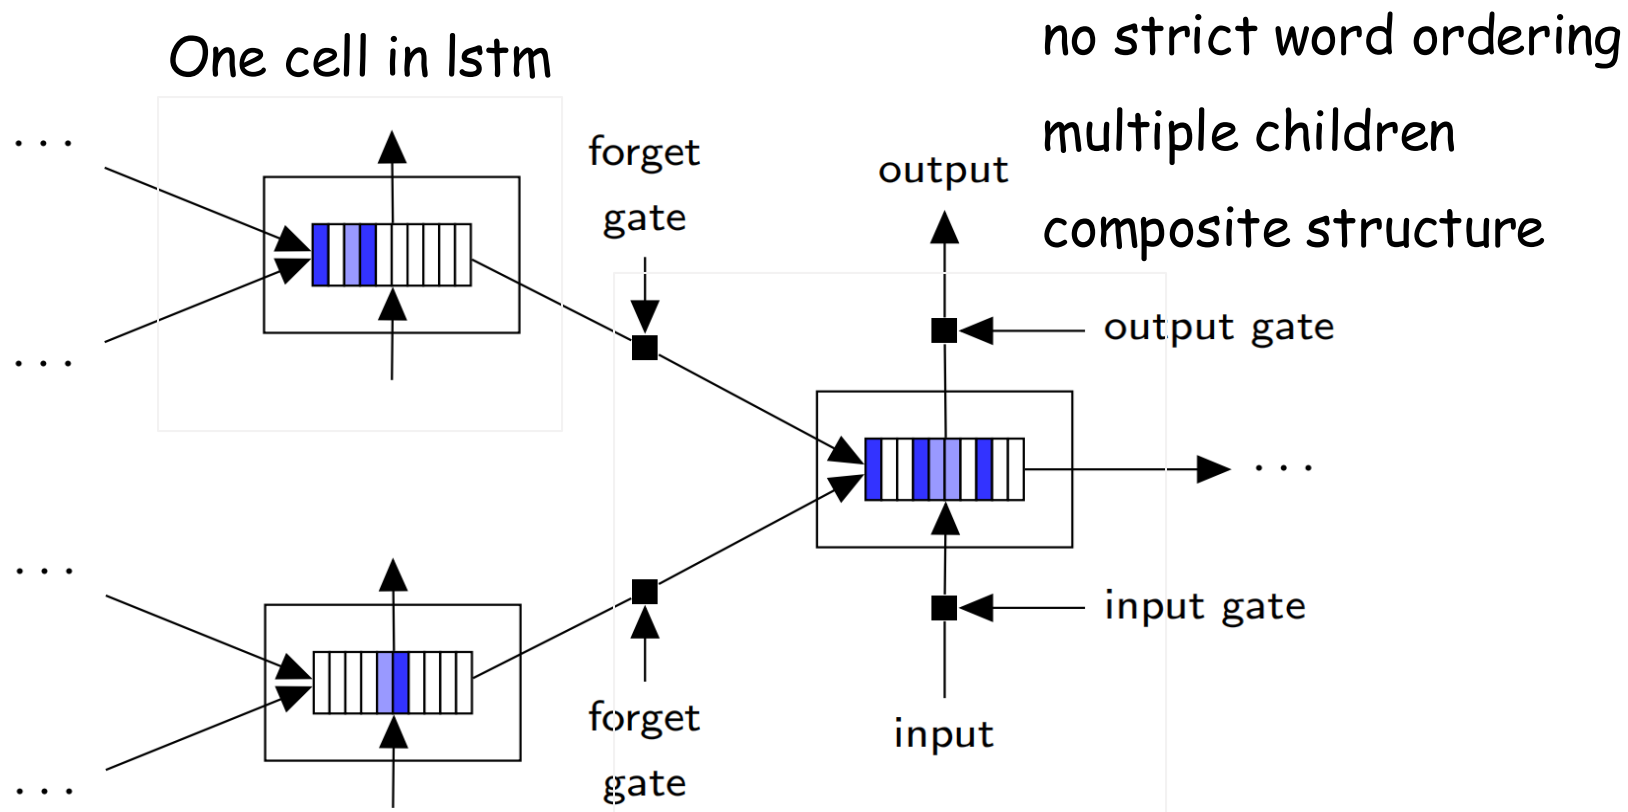 One cell in lstm
no strict word ordering
multiple children
composite structure
. . .
forget
gate
output
output gate
. . .
. . .
. . .
input gate
forget
gate
input
. . .